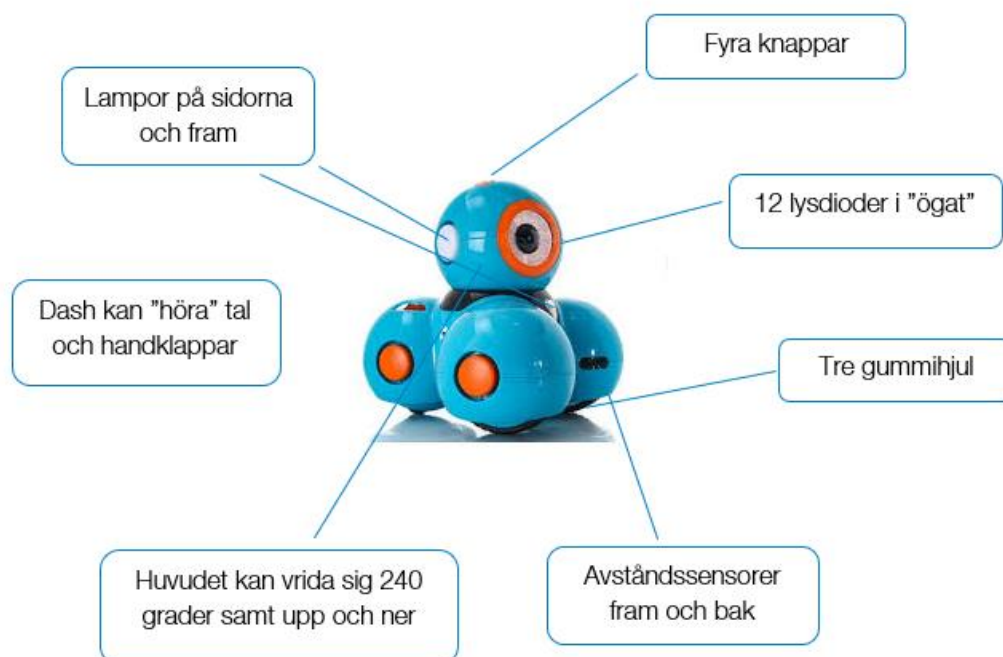 Fyra knappar
Lampor på sidorna
och fram
12 lysdioder i ”ögat”
Dash kan ”höra” tal
och handklappar
Tre gummihjul
Huvudet kan vrida sig 240
grader samt upp och ner
Avståndssensorer
fram och bak